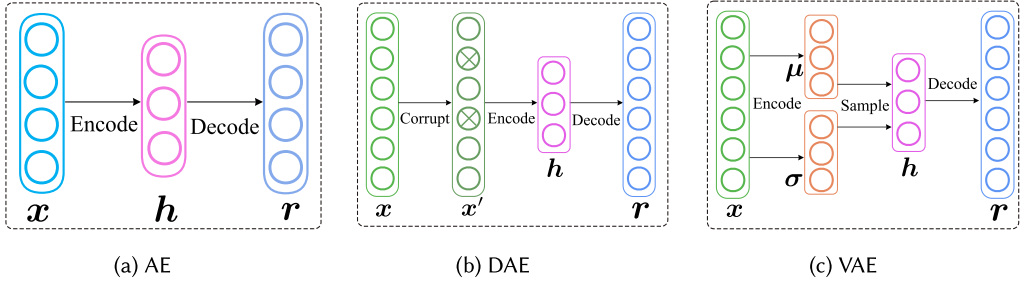 Encode
Decode
x
h
r
(a) AE
Corrupt
Encode
Decode
x
x′
h
r
(b) DAE
μ
Encode
σ
Sample
Decode
x
h
r
(c) VAE